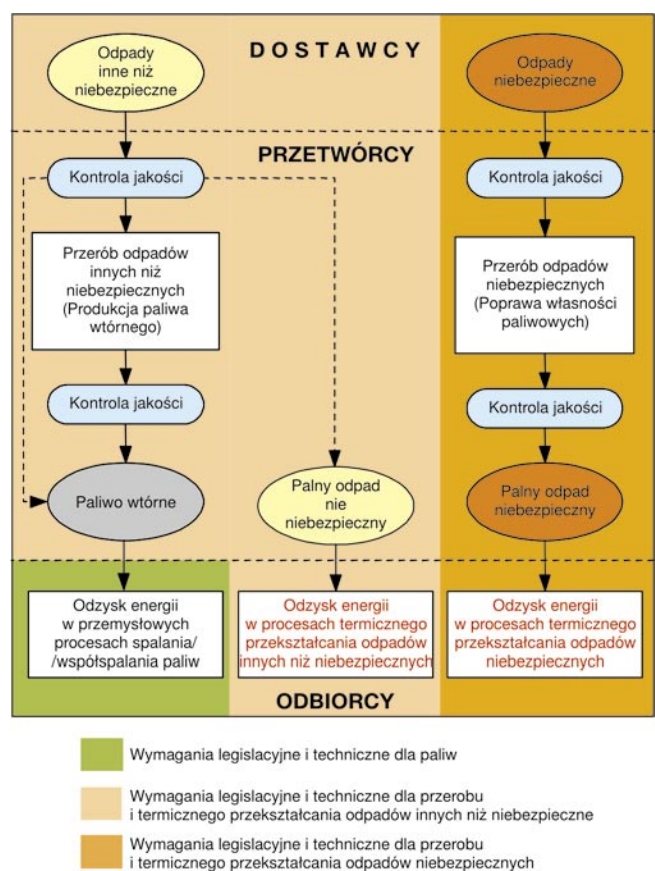 DOSTAWCY
Odpady
inne niż
niebezpieczne
Odpady
niebezpieczne
PRZETWÓRCY
Kontrola jakości
Kontrola jakości
Przerób odpadów
innych niż
niebezpiecznych
(Produkcja paliwa
wtórnego)
Przerób odpadów
niebezpiecznych
(Poprawa własności
paliwowych)
Kontrola jakości
Kontrola jakości
Paliwo wtórne
Palny odpad
nie
niebezpieczny
Palny odpad
niebezpieczny
Odzysk energii
w przemysłowych
procesach spalania/
/współspalania paliw
Odzysk energii
w procesach termicznego
przekształcania odpadów
innych niż niebezpiecznych
Odzysk energii
w procesach termicznego
przekształcania odpadów
niebezpiecznych
ODBIORCY
Wymagania legislacyjne i techniczne dla paliw
Wymagania legislacyjne i techniczne dla przerobu
i termicznego przekształcania odpadów innych niż niebezpieczne
Wymagania legislacyjne i techniczne dla przerobu
i termicznego przekształcania odpadów niebezpiecznych